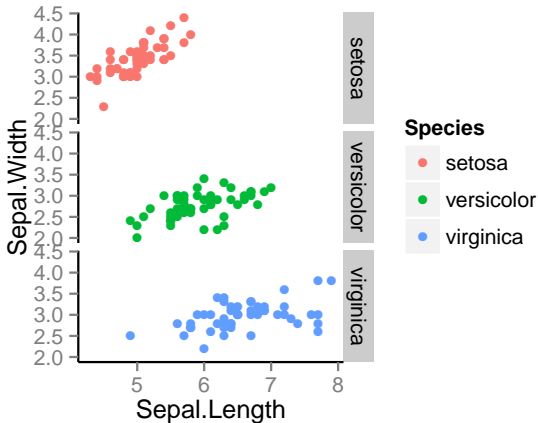 Sepal.Width
4.5
4.0
3.5
3.0
2.5
2.0
setosa
4.5
4.0
3.5
3.0
2.5
2.0
versicolor
4.5
4.0
3.5
3.0
2.5
2.0
virginica
5 6 7 8
Sepal.Length
Species
setosa
versicolor
virginica